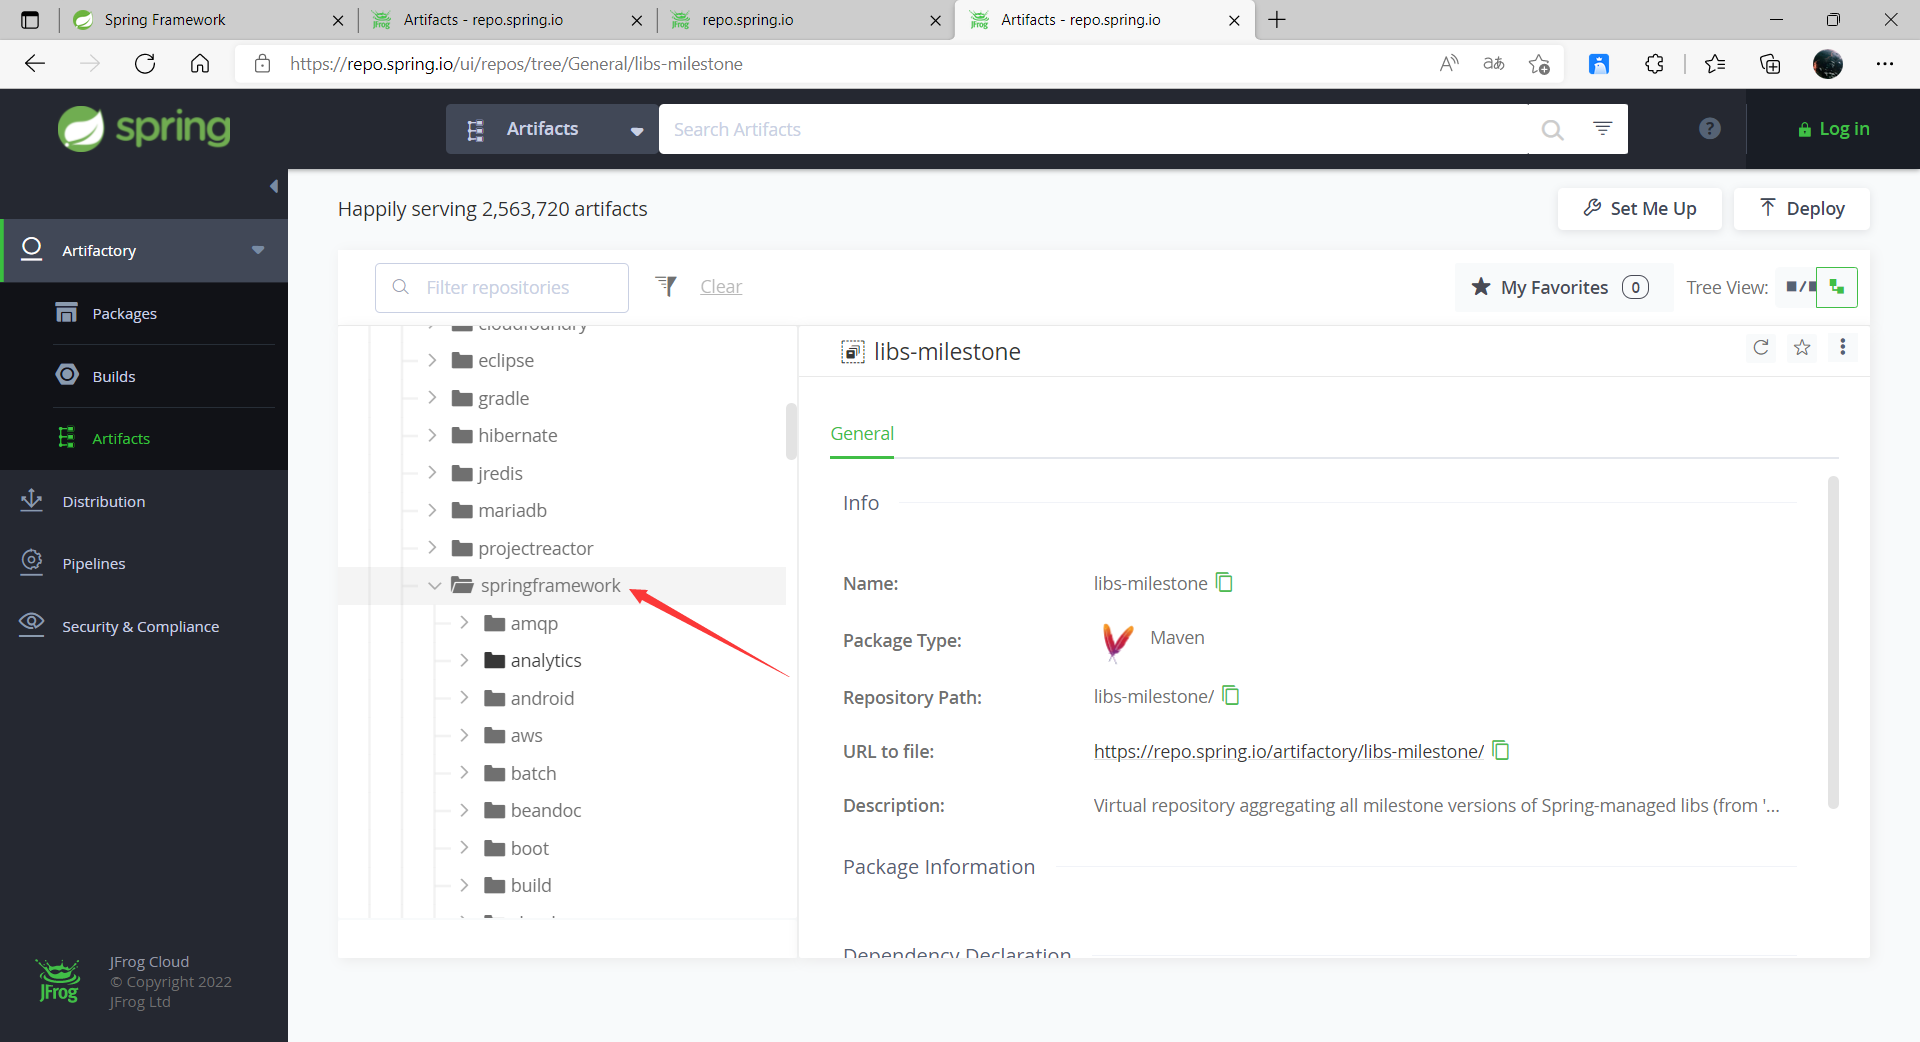 Spring Framework
Artifacts - repo.spring.io
repo.spring.io
Artifacts - repo.spring.io
https://repo.spring.io/ui/repos/tree/General/libs-milestone
spring
Artifacts
Search Artifacts
Log in
Happily serving 2,563,720 artifacts
Set Me Up
Deploy
Artifactory
Packages
Builds
Artifacts
Distribution
Pipelines
Security & Compliance
JFrog
JFrog Cloud
© Copyright 2022
JFrog Ltd
Filter repositories
Clear
My Favorites 0
Tree View:
cloudfoundry
eclipse
gradle
hibernate
jredis
mariadb
projectreactor
springframework
amqp
analytics
android
aws
batch
beandoc
boot
build
libs-milestone
General
Info
Name: libs-milestone
Package Type: Maven
Repository Path: libs-milestone/
URL to file: https://repo.spring.io/artifactory/libs-milestone/
Description: Virtual repository aggregating all milestone versions of Spring-managed libs (from '...
Package Information
Dependency Declaration